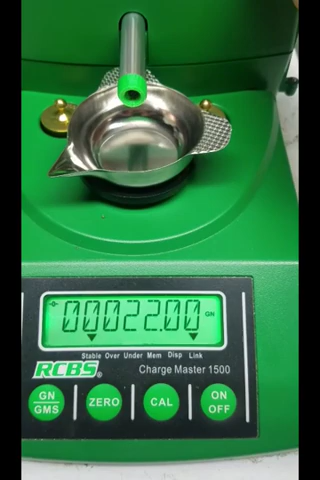 00022.00 GN
Stable Over Under Mem Disp Link
RCBS® Charge Master 1500
GN
GMS
ZERO
CAL
ON
OFF